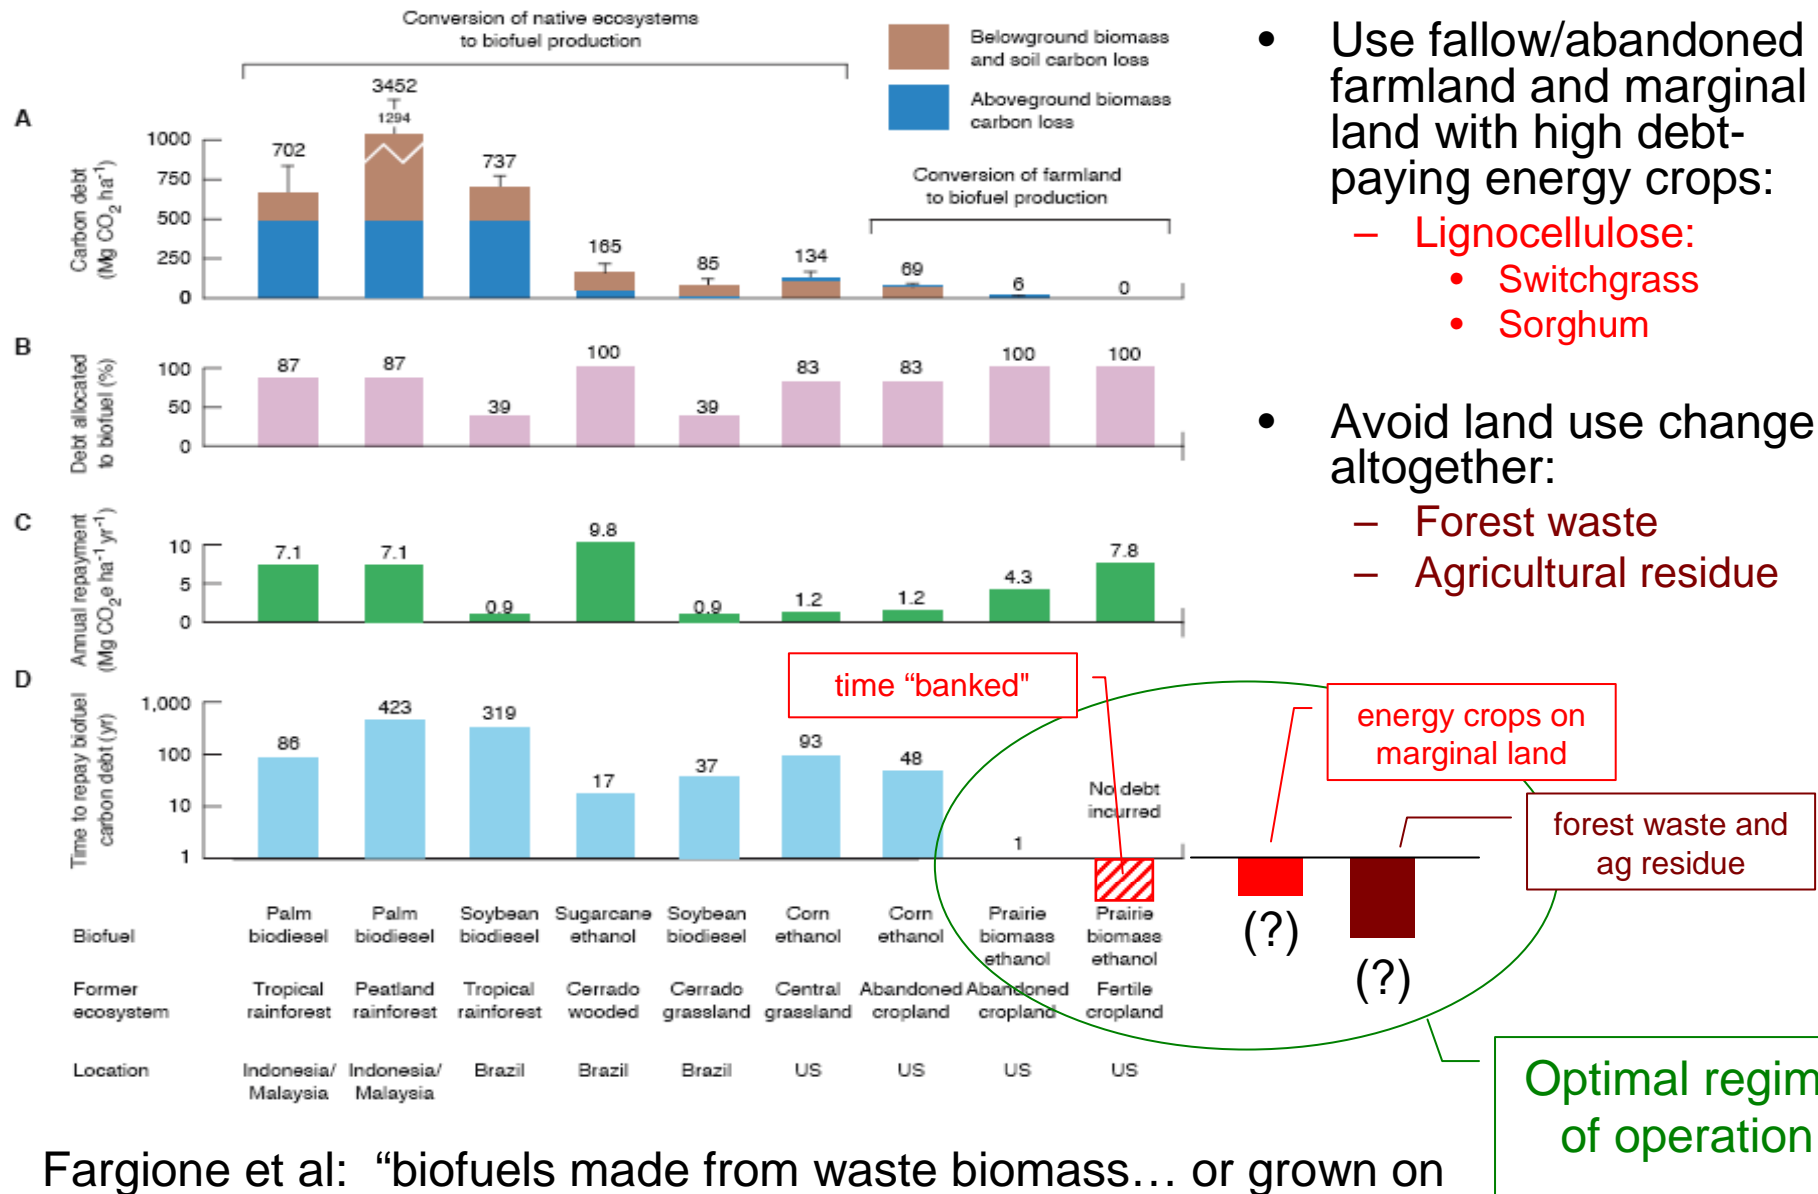 Conversion of native ecosystems
to biofuel production
Belowground biomass
and soil carbon loss
Aboveground biomass
carbon loss
Conversion of farmland
to biofuel production
A
Carbon debt
(Mg CO2 ha-1)
1000
750
500
250
0
702
3452
1294
737
165
85
134
69
6
0
B
Debt allocated
to biofuel (%)
100
50
0
87
87
39
100
39
83
83
100
100
C
Annual repayment
(Mg CO2e ha-1 yr-1)
10
5
0
7.1
7.1
0.9
9.8
0.9
1.2
1.2
4.3
7.8
D
Time to repay biofuel
carbon debt (yr)
1,000
100
10
1
86
423
319
17
37
93
48
1
No debt
incurred
time “banked"
energy crops on
marginal land
forest waste and
ag residue
(?)
(?)
Biofuel
Palm
biodiesel
Palm
biodiesel
Soybean
biodiesel
Sugarcane
ethanol
Soybean
biodiesel
Corn
ethanol
Corn
ethanol
Prairie
biomass
ethanol
Prairie
biomass
ethanol
Former
ecosystem
Tropical
rainforest
Peatland
rainforest
Tropical
rainforest
Cerrado
wooded
Cerrado
grassland
Central
grassland
Abandoned
cropland
Abandoned
cropland
Fertile
cropland
Location
Indonesia/
Malaysia
Indonesia/
Malaysia
Brazil
Brazil
Brazil
US
US
US
US
• Use fallow/abandoned
farmland and marginal
land with high debt-
paying energy crops:
– Lignocellulose:
• Switchgrass
• Sorghum
• Avoid land use change
altogether:
– Forest waste
– Agricultural residue
Optimal regim
of operation
Fargione et al: “biofuels made from waste biomass… or grown on